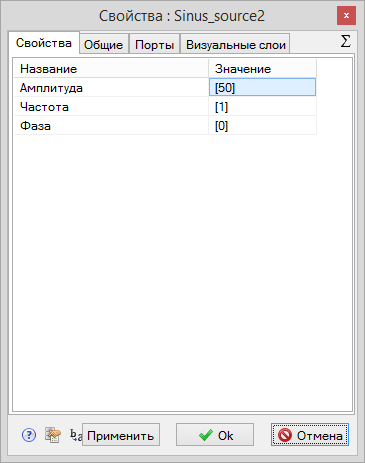 Свойства : Sinus_source2 x
Свойства Общие Порты Визуальные слои Σ
Название Значение
Амплитуда [50]
Частота [1]
Фаза [0]
? Применить Ok Отмена